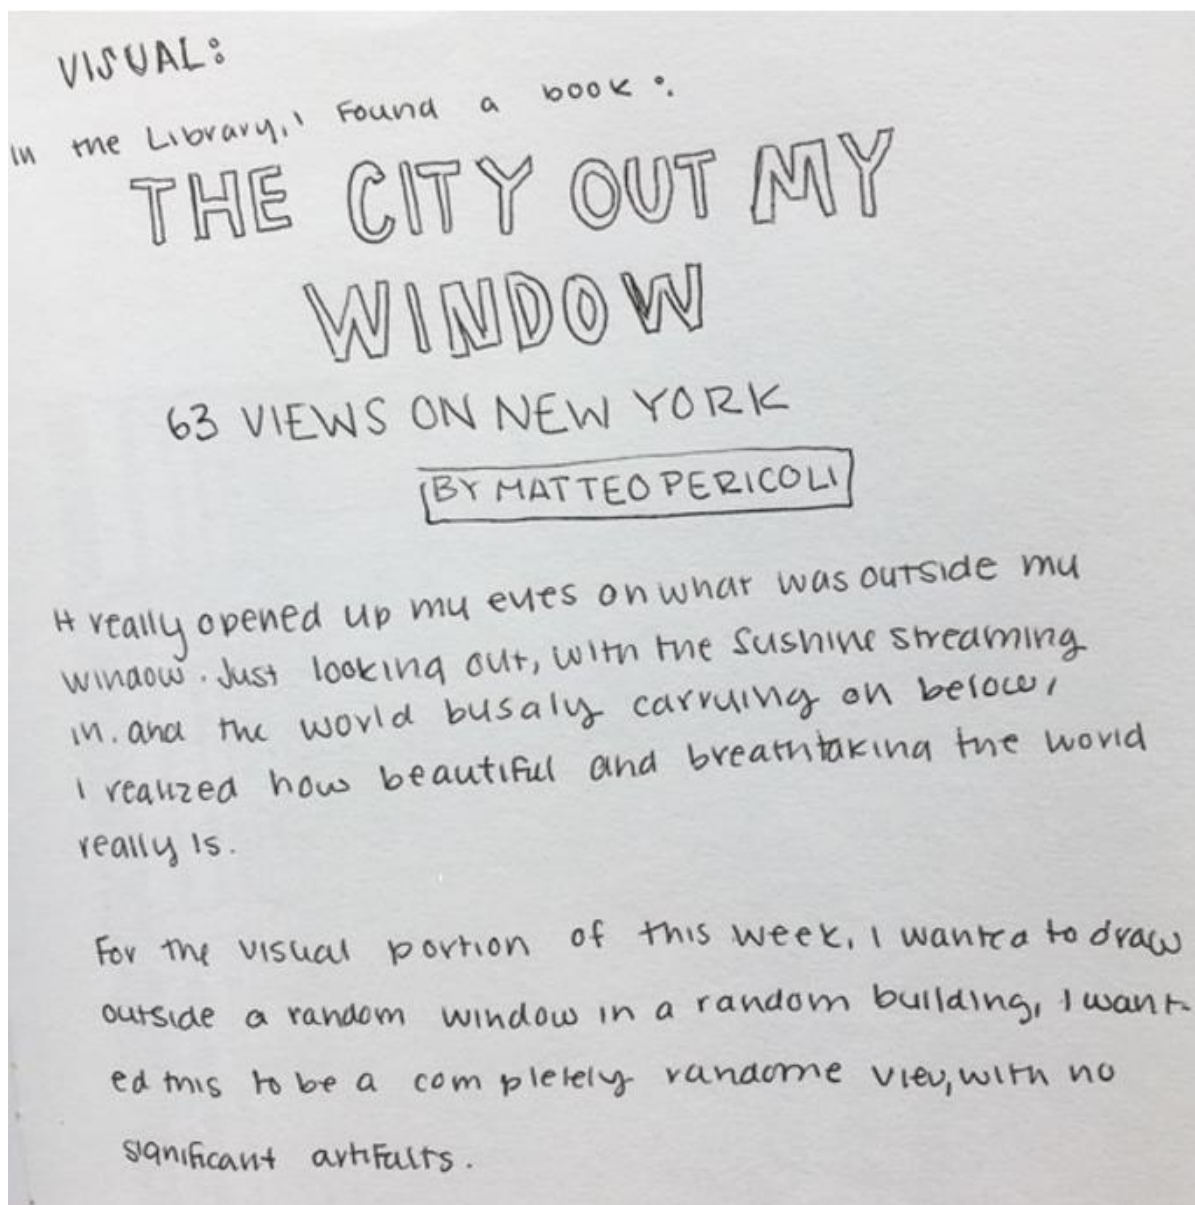 VISUAL:
in the Library, I Found a book:
THE CITY OUT MY
WINDOW
63 VIEWS ON NEW YORK
BY MATTEO PERICOLI
It really opened up my eyes on what was outside my
window. Just looking out, with the sushine streaming
in. and the world busaly carrying on below,
I realized how beautiful and breathtaking the world
really is.
For the visual portion of this week, I wanted to draw
outside a random window in a random building, I want-
ed this to be a completely randome view, with no
significant artifalts.